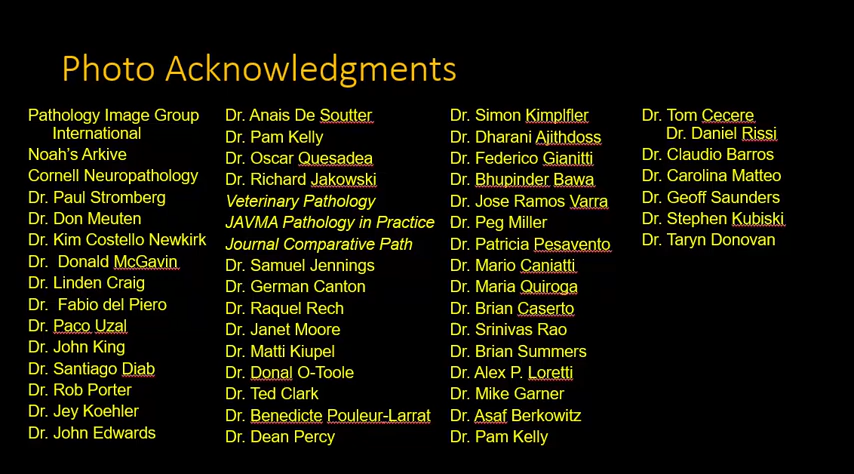 Photo Acknowledgments
Pathology Image Group
International
Noah's Arkive
Cornell Neuropathology
Dr. Paul Stromberg
Dr. Don Meuten
Dr. Kim Costello Newkirk
Dr. Donald McGavin
Dr. Linden Craig
Dr. Fabio del Piero
Dr. Paco Uzal
Dr. John King
Dr. Santiago Diab
Dr. Rob Porter
Dr. Jey Koehler
Dr. John Edwards
Dr. Anais De Soutter
Dr. Pam Kelly
Dr. Oscar Quesadea
Dr. Richard Jakowski
Veterinary Pathology
JAVMA Pathology in Practice
Journal Comparative Path
Dr. Samuel Jennings
Dr. German Canton
Dr. Raquel Rech
Dr. Janet Moore
Dr. Matti Kiupel
Dr. Donal O-Toole
Dr. Ted Clark
Dr. Benedicte Pouleur-Larrat
Dr. Dean Percy
Dr. Simon Kimplfler
Dr. Dharani Ajithdoss
Dr. Federico Gianitti
Dr. Bhupinder Bawa
Dr. Jose Ramos Varra
Dr. Peg Miller
Dr. Patricia Pesavento
Dr. Mario Caniatti
Dr. Maria Quiroga
Dr. Brian Caserto
Dr. Srinivas Rao
Dr. Brian Summers
Dr. Alex P. Loretti
Dr. Mike Garner
Dr. Asaf Berkowitz
Dr. Pam Kelly
Dr. Tom Cecere
Dr. Daniel Rissi
Dr. Claudio Barros
Dr. Carolina Matteo
Dr. Geoff Saunders
Dr. Stephen Kubiski
Dr. Taryn Donovan